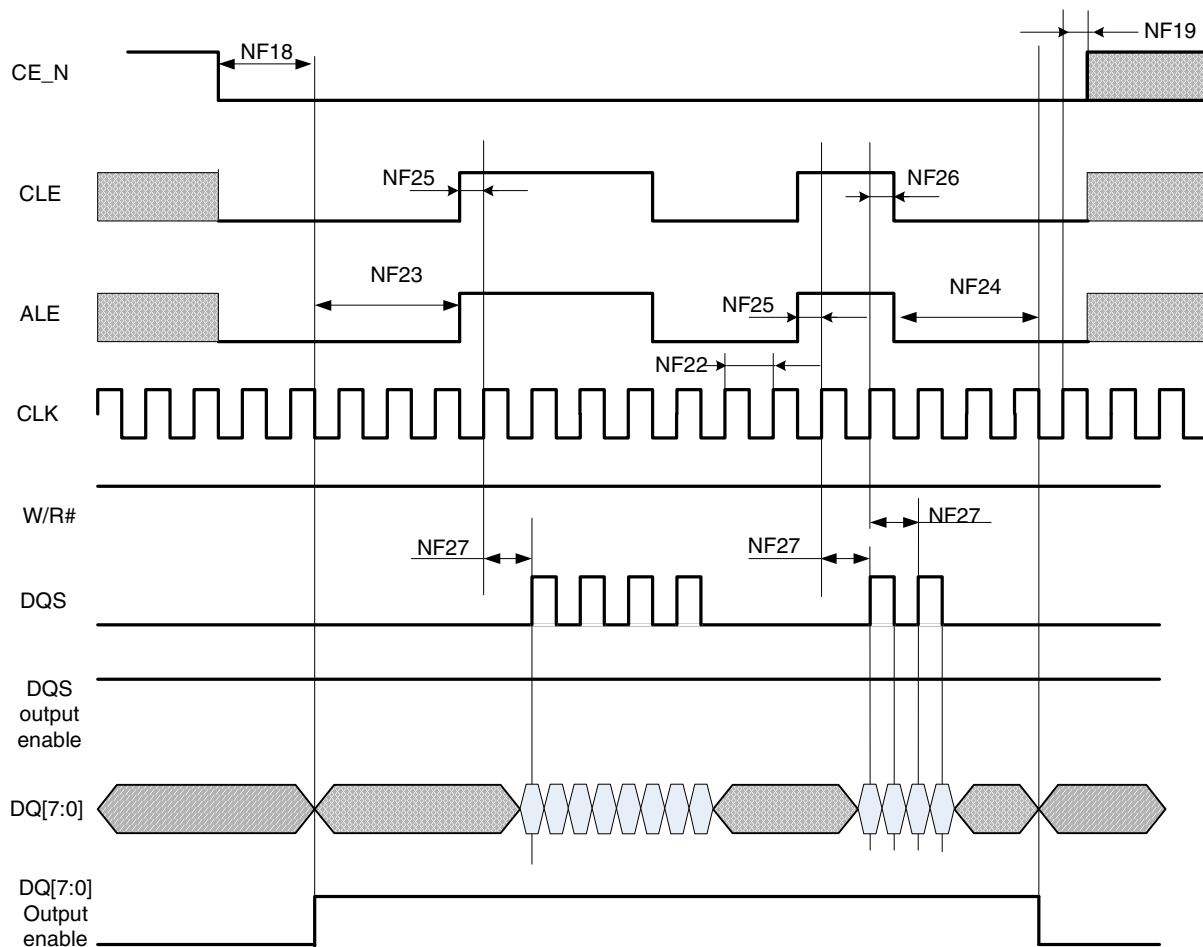 NF19
NF18
CE_N
NF25
NF26
CLE
NF23
NF24
NF25
ALE
NF22
CLK
W/R#
NF27
NF27
NF27
DQS
DQS
output
enable
DQ[7:0]
DQ[7:0]
Output
enable